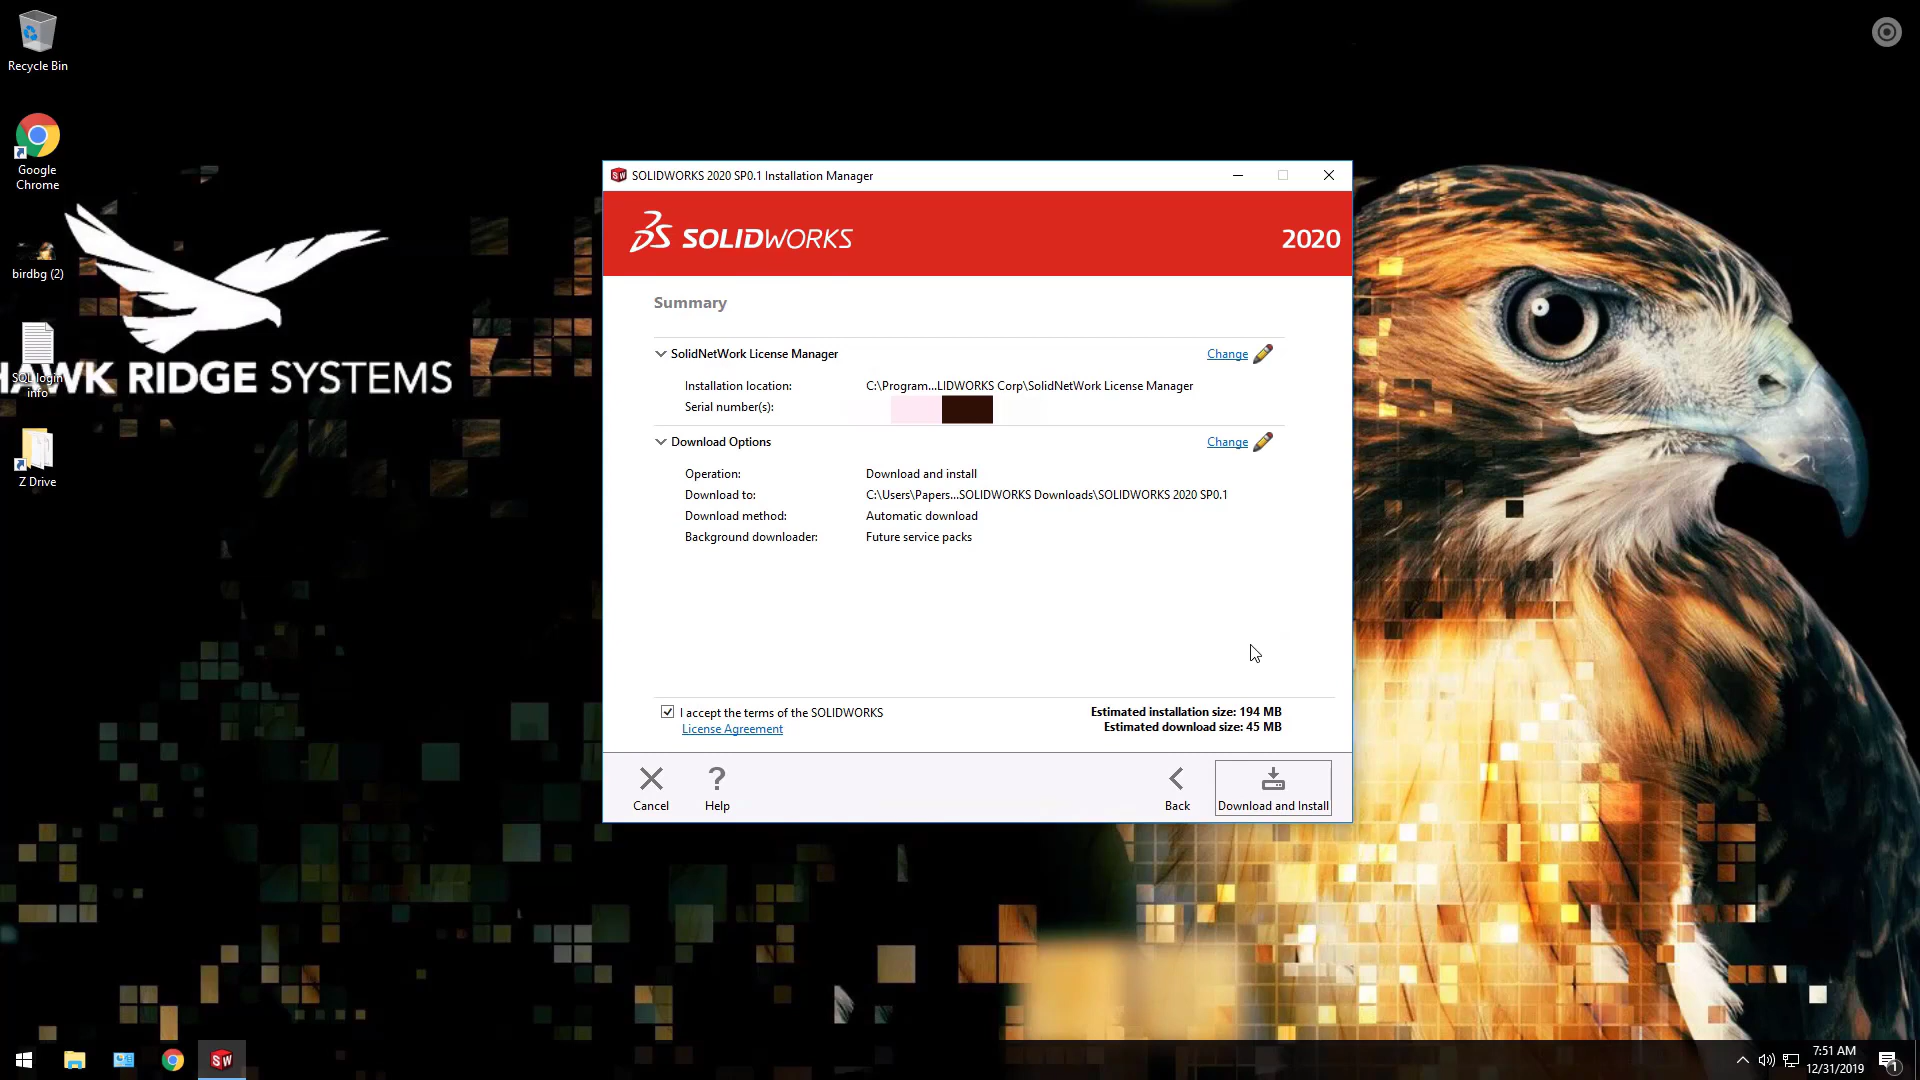 Recycle Bin
Google
Chrome
birdbg (2)
HAWK RIDGE SYSTEMS
SQL login
info
Z Drive
SOLIDWORKS 2020 SP0.1 Installation Manager
SOLIDWORKS
2020
Summary
SolidNetWork License Manager
Change
Installation location: C:\Program...LIDWORKS Corp\SolidNetWork License Manager
Serial number(s):
Download Options
Change
Operation: Download and install
Download to: C:\Users\Papers...SOLIDWORKS Downloads\SOLIDWORKS 2020 SP0.1
Download method: Automatic download
Background downloader: Future service packs
I accept the terms of the SOLIDWORKS
License Agreement
Estimated installation size: 194 MB
Estimated download size: 45 MB
Cancel
? Help
Back
Download and Install
SW
7:51 AM
12/31/2019
1